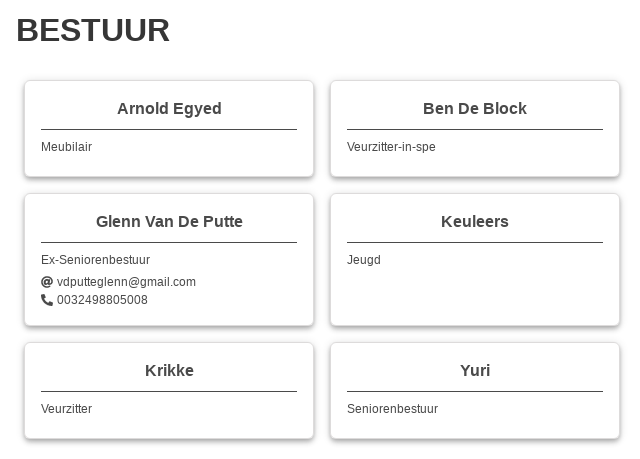 BESTUUR
Arnold Egyed
Meubilair
Ben De Block
Veurzitter-in-spe
Glenn Van De Putte
Ex-Seniorenbestuur
vdputteglenn@gmail.com
0032498805008
Keuleers
Jeugd
Krikke
Veurzitter
Yuri
Seniorenbestuur